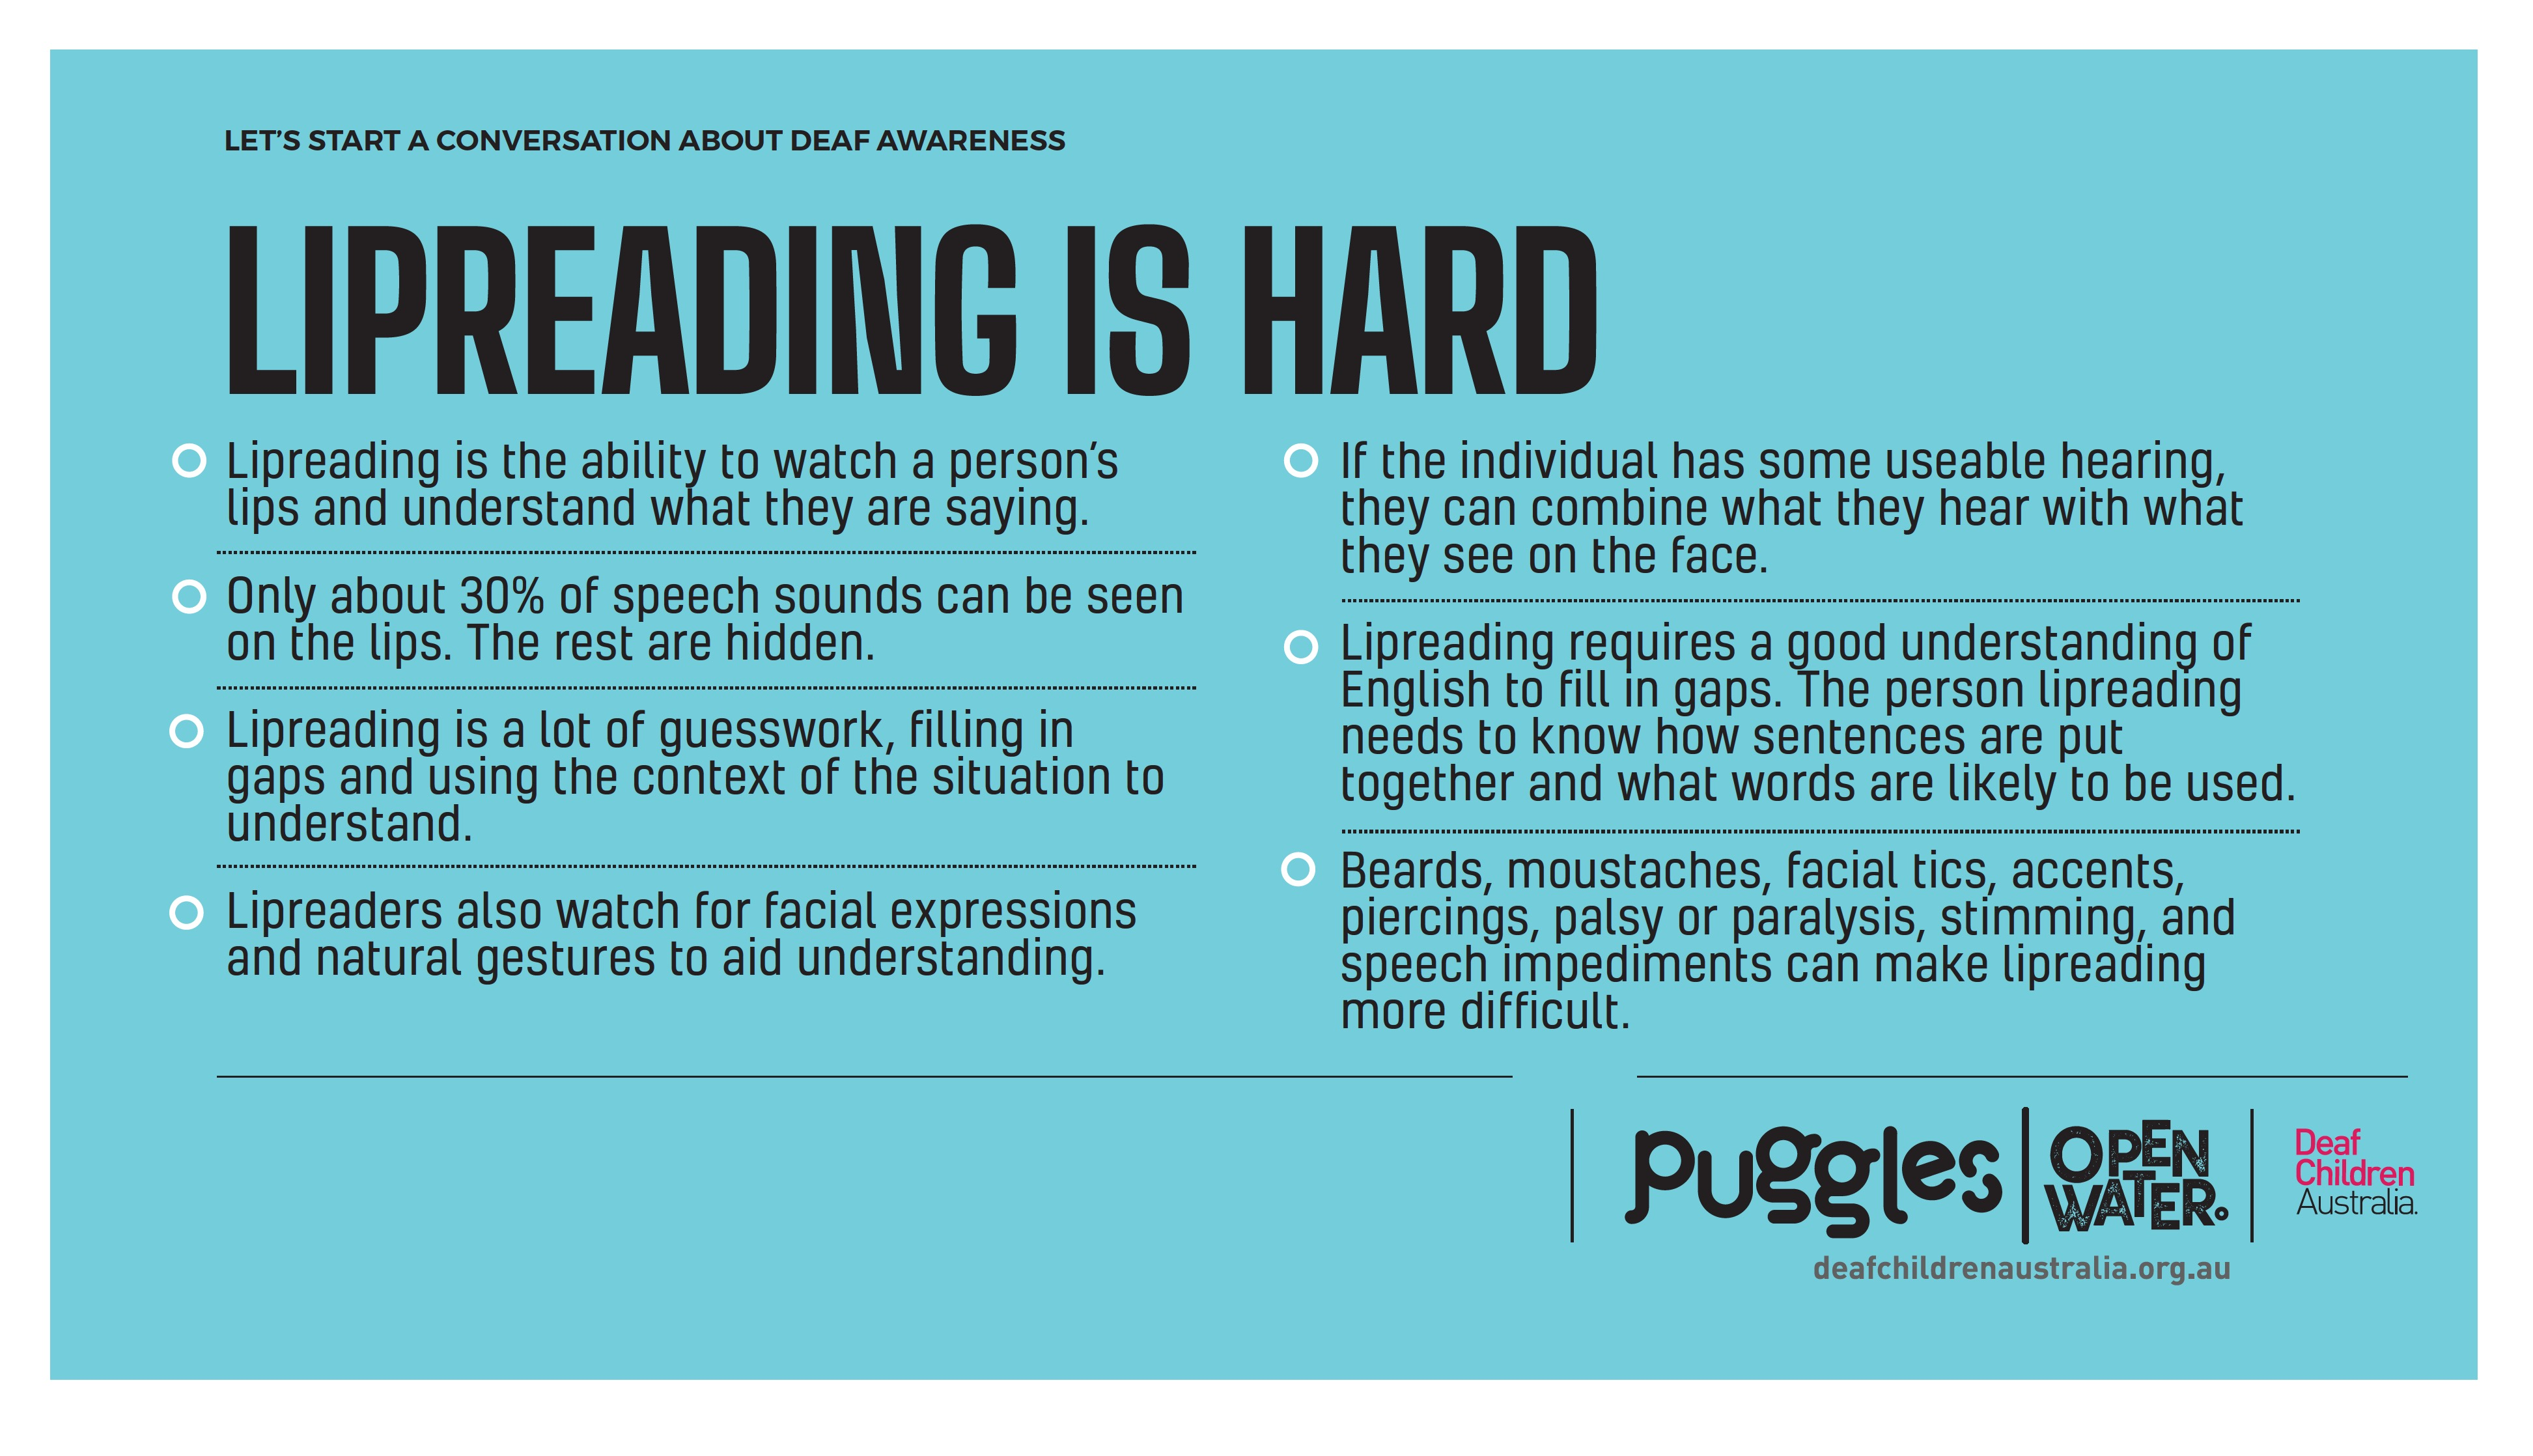 LET'S START A CONVERSATION ABOUT DEAF AWARENESS
LIPREADING IS HARD
Lipreading is the ability to watch a person's
lips and understand what they are saying.
Only about 30% of speech sounds can be seen
on the lips. The rest are hidden.
Lipreading is a lot of guesswork, filling in
gaps and using the context of the situation to
understand.
Lipreaders also watch for facial expressions
and natural gestures to aid understanding.
If the individual has some useable hearing,
they can combine what they hear with what
they see on the face.
Lipreading requires a good understanding of
English to fill in gaps. The person lipreading
needs to know how sentences are put
together and what words are likely to be used.
Beards, moustaches, facial tics, accents,
piercings, palsy or paralysis, stimming, and
speech impediments can make lipreading
more difficult.
puggles
OPEN
WATER.
Deaf
Children
Australia.
deafchildrenaustralia.org.au